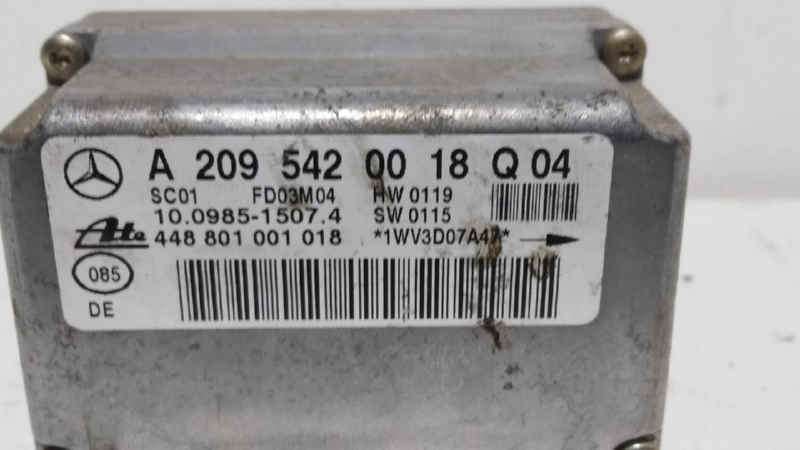 A 209 542 00 18 Q 04
SC01 FD03M04 HW 0119
10.0985-1507.4 SW 0115
Ate 448 801 001 018
085
DE